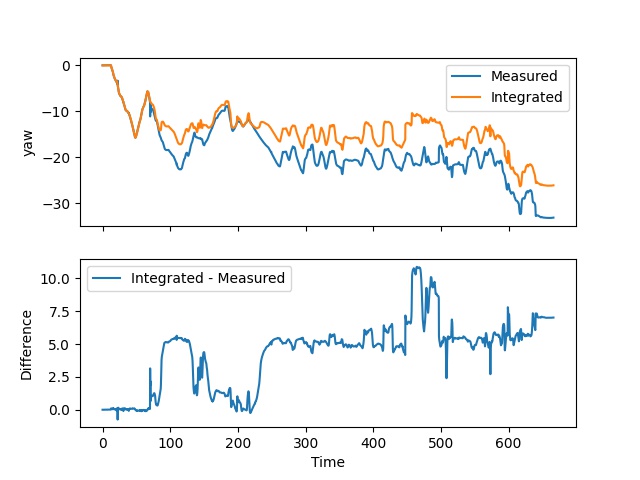 0
−10
−20
−30
yaw
Measured
Integrated
10.0
7.5
5.0
2.5
0.0
Difference
Integrated - Measured
0 100 200 300 400 500 600
Time